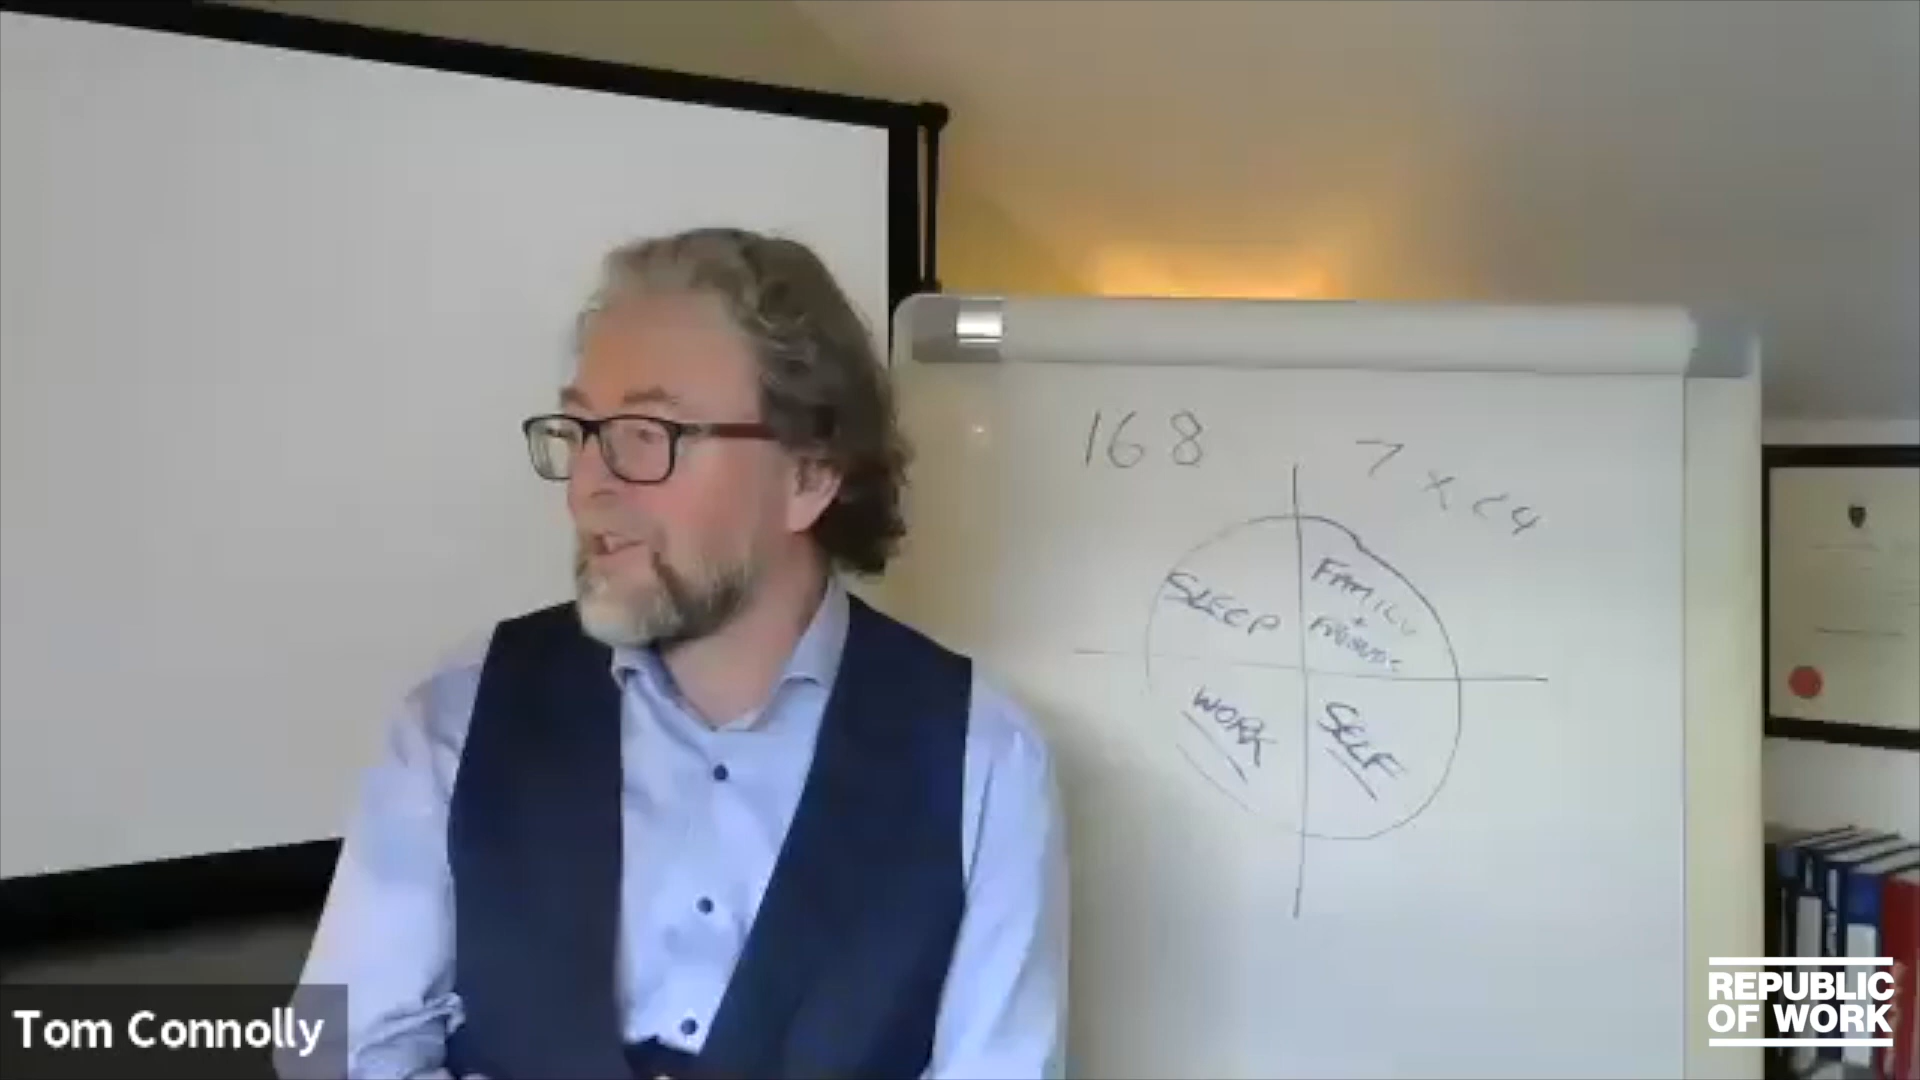 168
7 x 24
SLEEP
FAMILY
+
FRIENDS
WORK
SELF
Tom Connolly
REPUBLIC
OF WORK